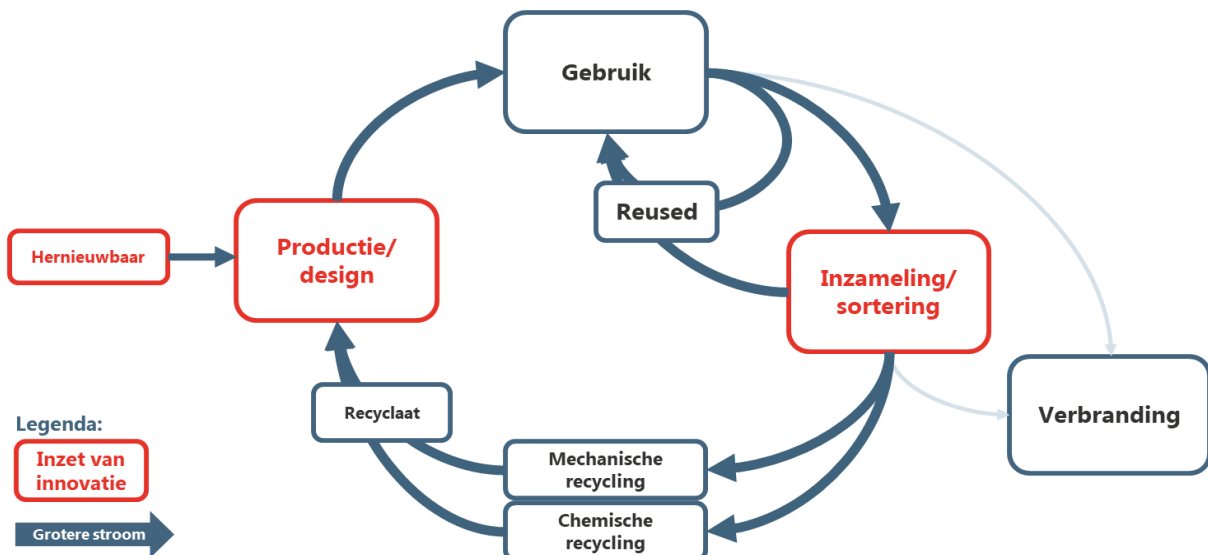 Gebruik
Reused
Hernieuwbaar
Productie/
design
Inzameling/
sortering
Verbranding
Recyclaat
Mechanische
recycling
Chemische
recycling
Legenda:
Inzet van
innovatie
Grotere stroom